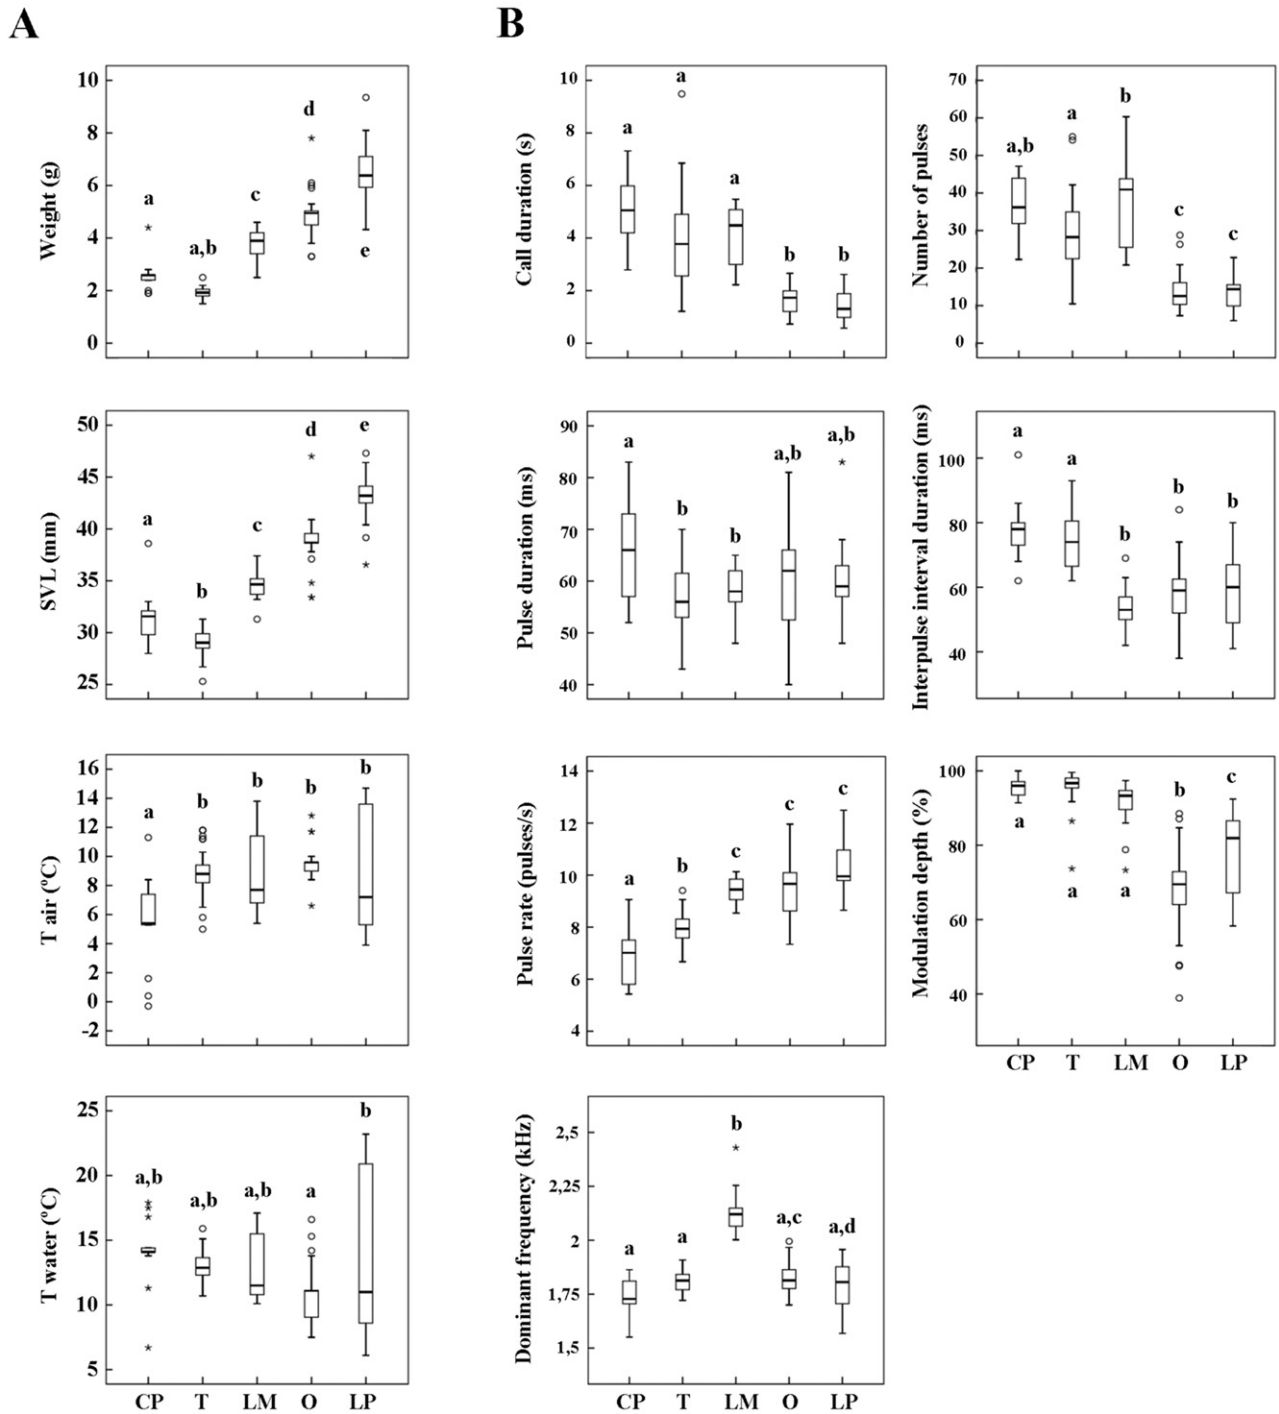 A
B
Weight (g)
10
8
6
4
2
0
a
a,b
c
d
e
Call duration (s)
10
8
6
4
2
0
a
a
a
b
b
Number of pulses
70
60
50
40
30
20
10
0
a,b
a
b
c
c
SVL (mm)
50
45
40
35
30
25
a
b
c
d
e
Pulse duration (ms)
90
80
70
60
50
40
a
b
b
a,b
a,b
Interpulse interval duration (ms)
100
80
60
40
a
a
b
b
b
T air (ºC)
16
14
12
10
8
6
4
2
0
-2
a
b
b
b
b
Pulse rate (pulses/s)
14
12
10
8
6
4
a
b
c
c
c
Modulation depth (%)
100
80
60
40
a
a
a
b
c
CP T LM O LP
T water (ºC)
25
20
15
10
5
a,b
a,b
a,b
a
b
CP T LM O LP
Dominant frequency (kHz)
2,5
2,25
2
1,75
1,5
a
a
b
a,c
a,d
CP T LM O LP